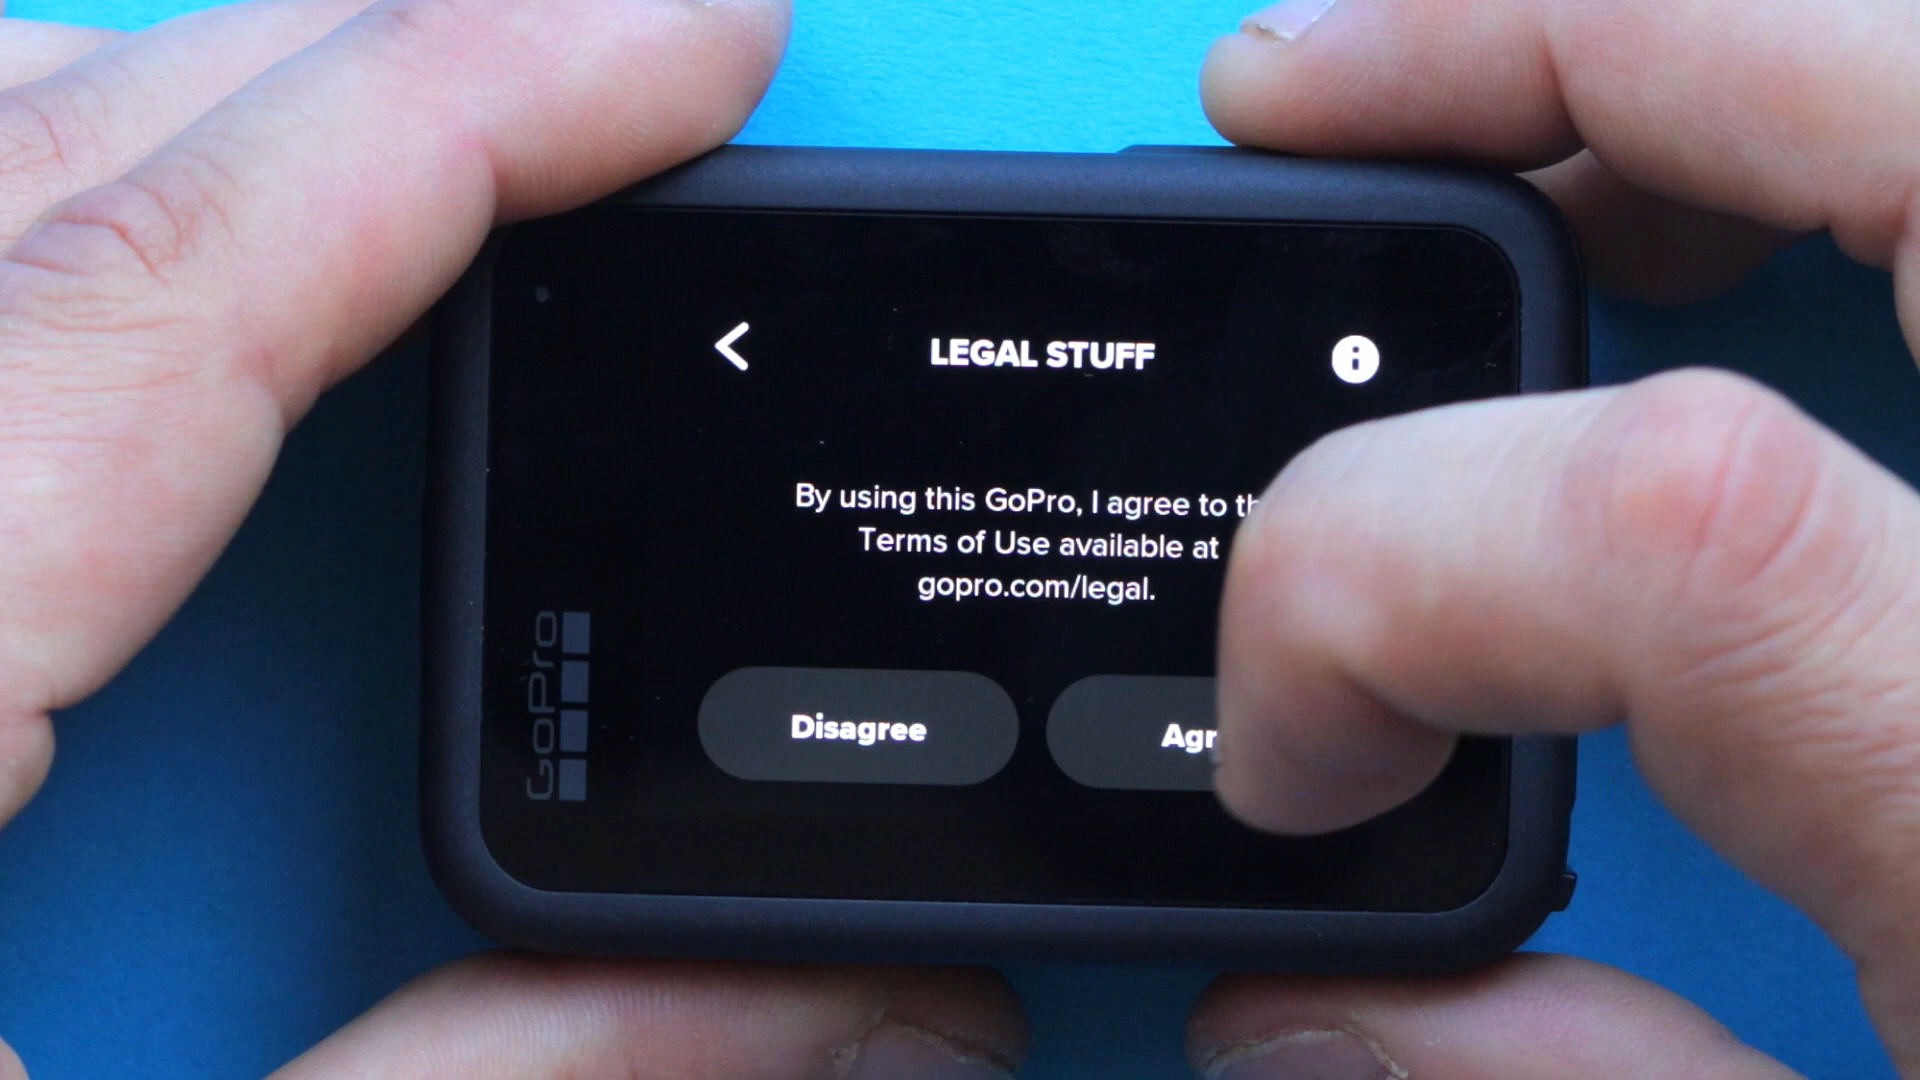 LEGAL STUFF
By using this GoPro, I agree to
Terms of Use available at
gopro.com/legal.
Disagree
GoPro